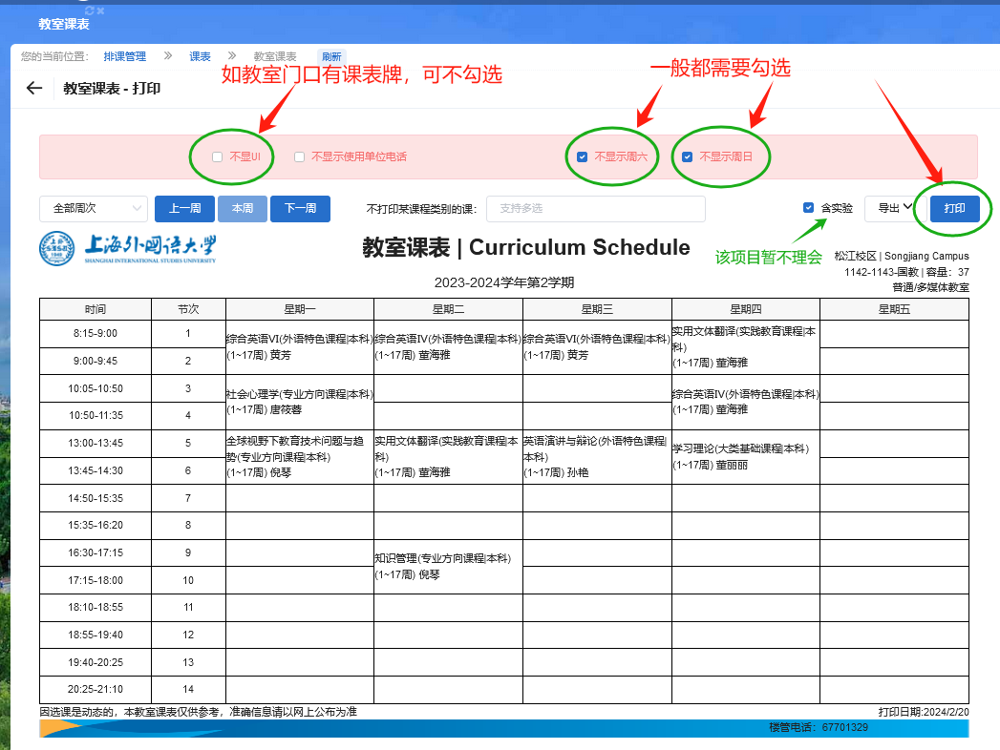 教室课表
您的当前位置: 排课管理 课表 教室课表 刷新
如教室门口有课表牌，可不勾选
一般都需要勾选
教室课表 - 打印
不显UI 不显示使用单位电话 不显示周六 不显示周日
全部周次 上一周 本周 下一周 不打印某课程类别的课: 支持多选 含实验 导出 打印
该项目暂不理会
上海外国语大学
SHANGHAI INTERNATIONAL STUDIES UNIVERSITY
教室课表 | Curriculum Schedule
松江校区 | Songjiang Campus
1142-1143-国教 | 容量: 37
2023-2024学年第2学期
普通/多媒体教室
时间 节次 星期一 星期二 星期三 星期四 星期五
8:15-9:00 1
9:00-9:45 2
综合英语VI(外语特色课程|本科)
(1~17周) 黄芳
综合英语IV(外语特色课程|本科)
(1~17周) 董海雅
综合英语VI(外语特色课程|本科)
(1~17周) 黄芳
实用文体翻译(实践教育课程|本
科)
(1~17周) 董海雅
10:05-10:50 3
10:50-11:35 4
社会心理学(专业方向课程|本科)
(1~17周) 唐筱蓉
综合英语IV(外语特色课程|本科)
(1~17周) 董海雅
13:00-13:45 5
13:45-14:30 6
全球视野下教育技术问题与趋
势(专业方向课程|本科)
(1~17周) 倪琴
实用文体翻译(实践教育课程|本
科)
(1~17周) 董海雅
英语演讲与辩论(外语特色课程|
本科)
(1~17周) 孙艳
学习理论(大类基础课程|本科)
(1~17周) 董丽丽
14:50-15:35 7
15:35-16:20 8
16:30-17:15 9
17:15-18:00 10
知识管理(专业方向课程|本科)
(1~17周) 倪琴
18:10-18:55 11
18:55-19:40 12
19:40-20:25 13
20:25-21:10 14
因选课是动态的，本教室课表仅供参考，准确信息请以网上公布为准 打印日期:2024/2/20
楼管电话: 67701329